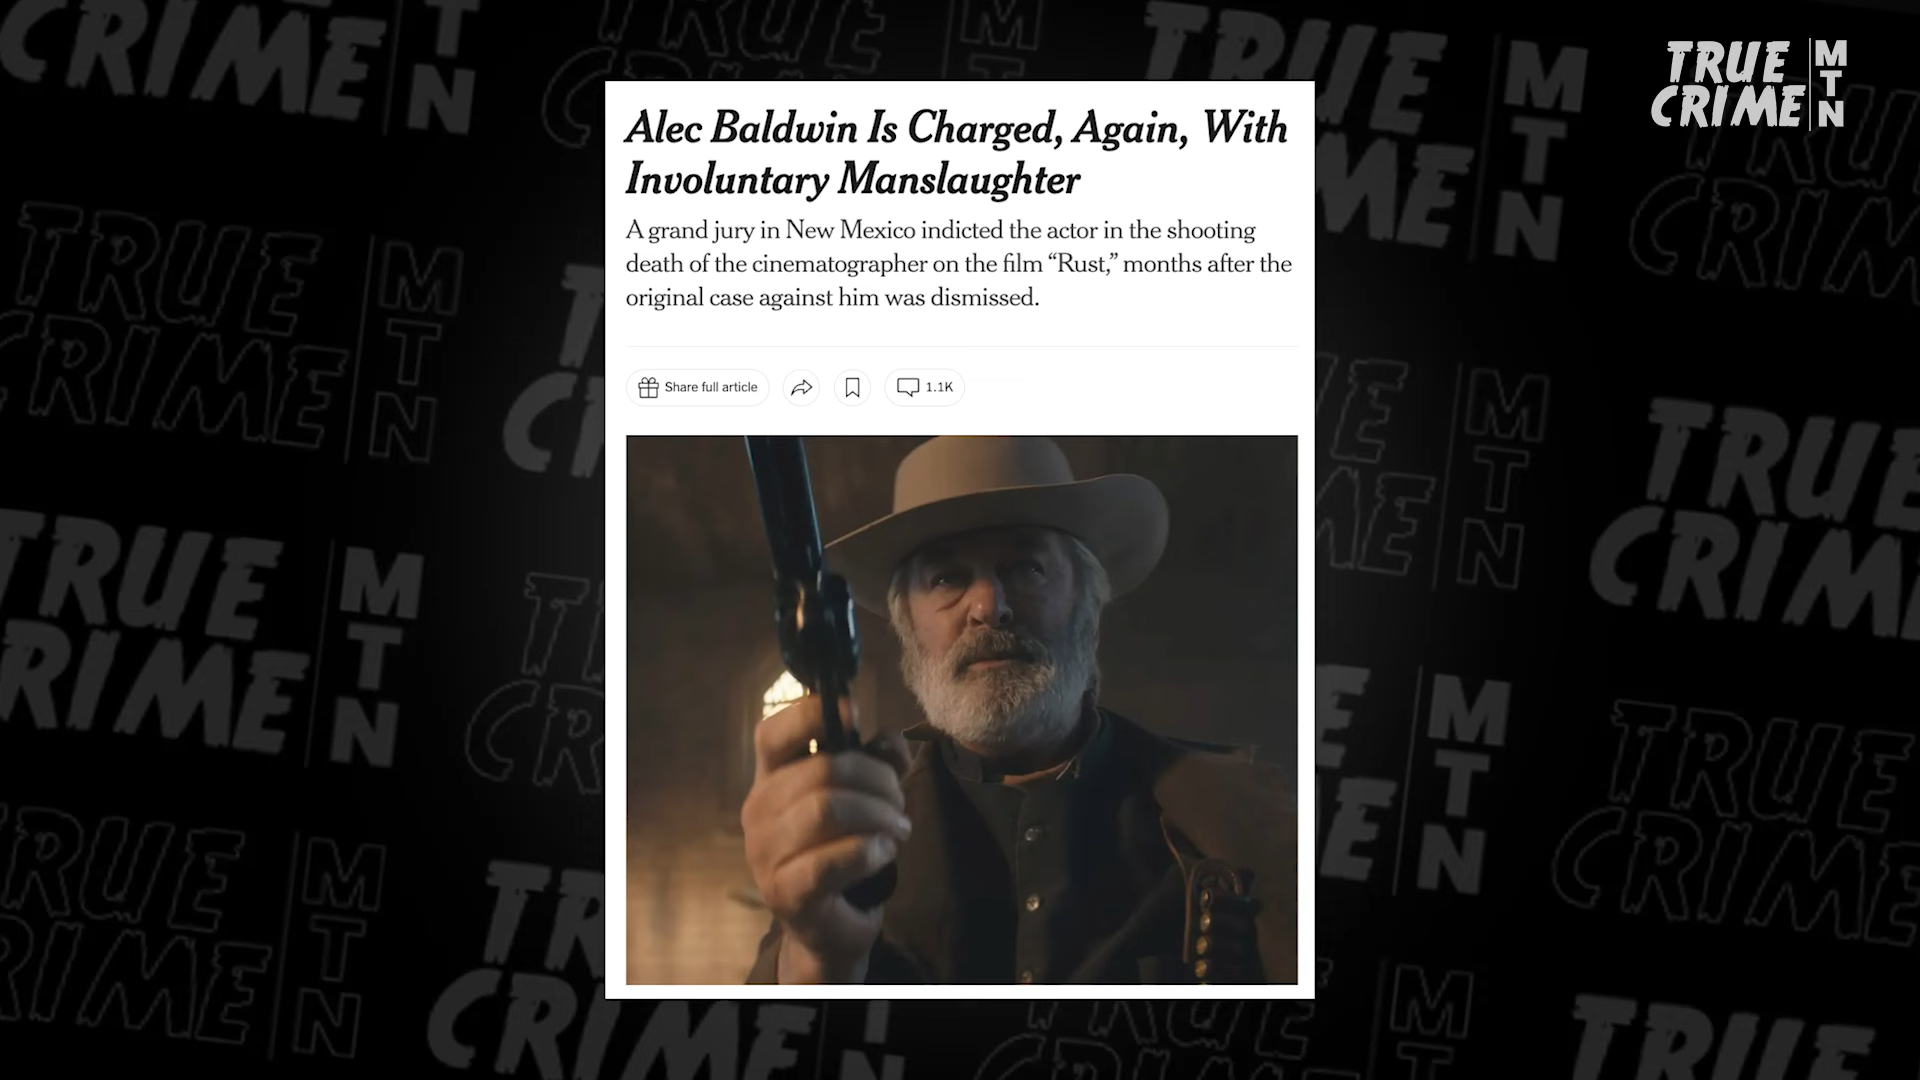 TRUE
CRIME
MTN
Alec Baldwin Is Charged, Again, With
Involuntary Manslaughter
A grand jury in New Mexico indicted the actor in the shooting
death of the cinematographer on the film “Rust,” months after the
original case against him was dismissed.
Share full article
1.1K